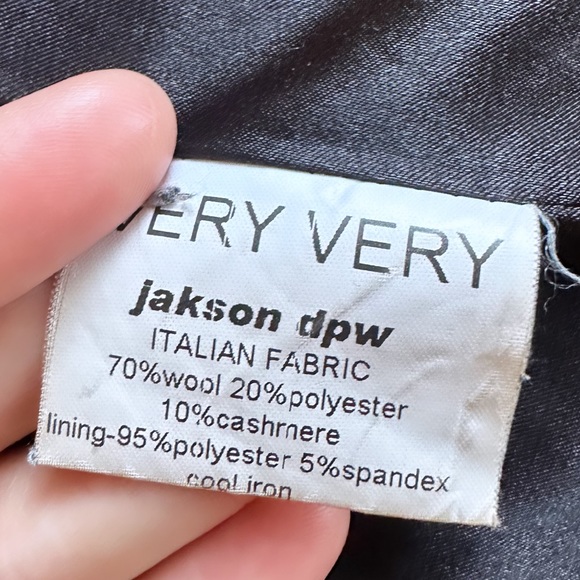 VERY VERY
jakson dpw
ITALIAN FABRIC
70%wool 20%polyester
10%cashmere
lining-95%polyester 5%spandex
cool iron